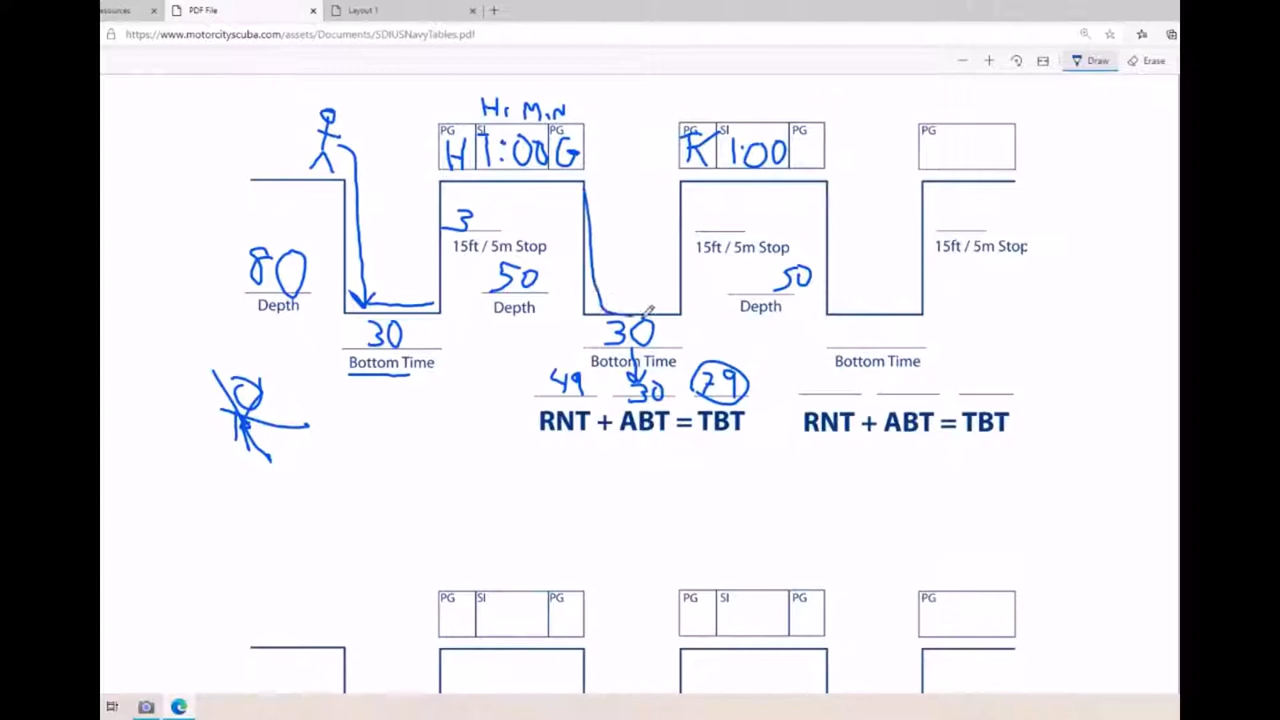 esources
PDF File
Layout 1
https://www.motorcityscuba.com/assets/Documents/SDIUSNavyTables.pdf
Draw
Erase
Hr Min
PG SI PG
H 1:00 G
PG SI PG
K 1:00
PG
3
15ft / 5m Stop
15ft / 5m Stop
15ft / 5m Stop
80
Depth
50
Depth
50
Depth
30
Bottom Time
30
Bottom Time
Bottom Time
49 30 79
RNT + ABT = TBT
RNT + ABT = TBT
PG SI PG
PG SI PG
PG